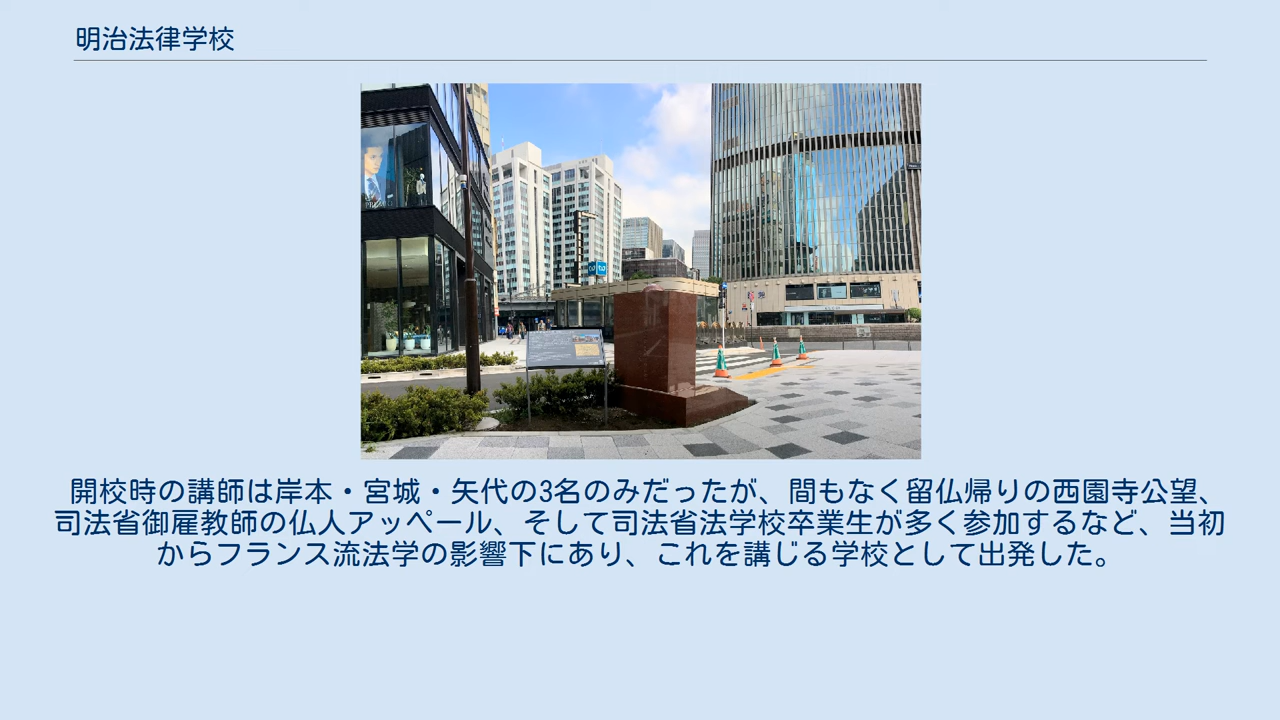 明治法律学校
開校時の講師は岸本・宮城・矢代の3名のみだったが、間もなく留仏帰りの西園寺公望、
司法省御雇教師の仏人アッペール、そして司法省法学校卒業生が多く参加するなど、当初
からフランス流法学の影響下にあり、これを講じる学校として出発した。